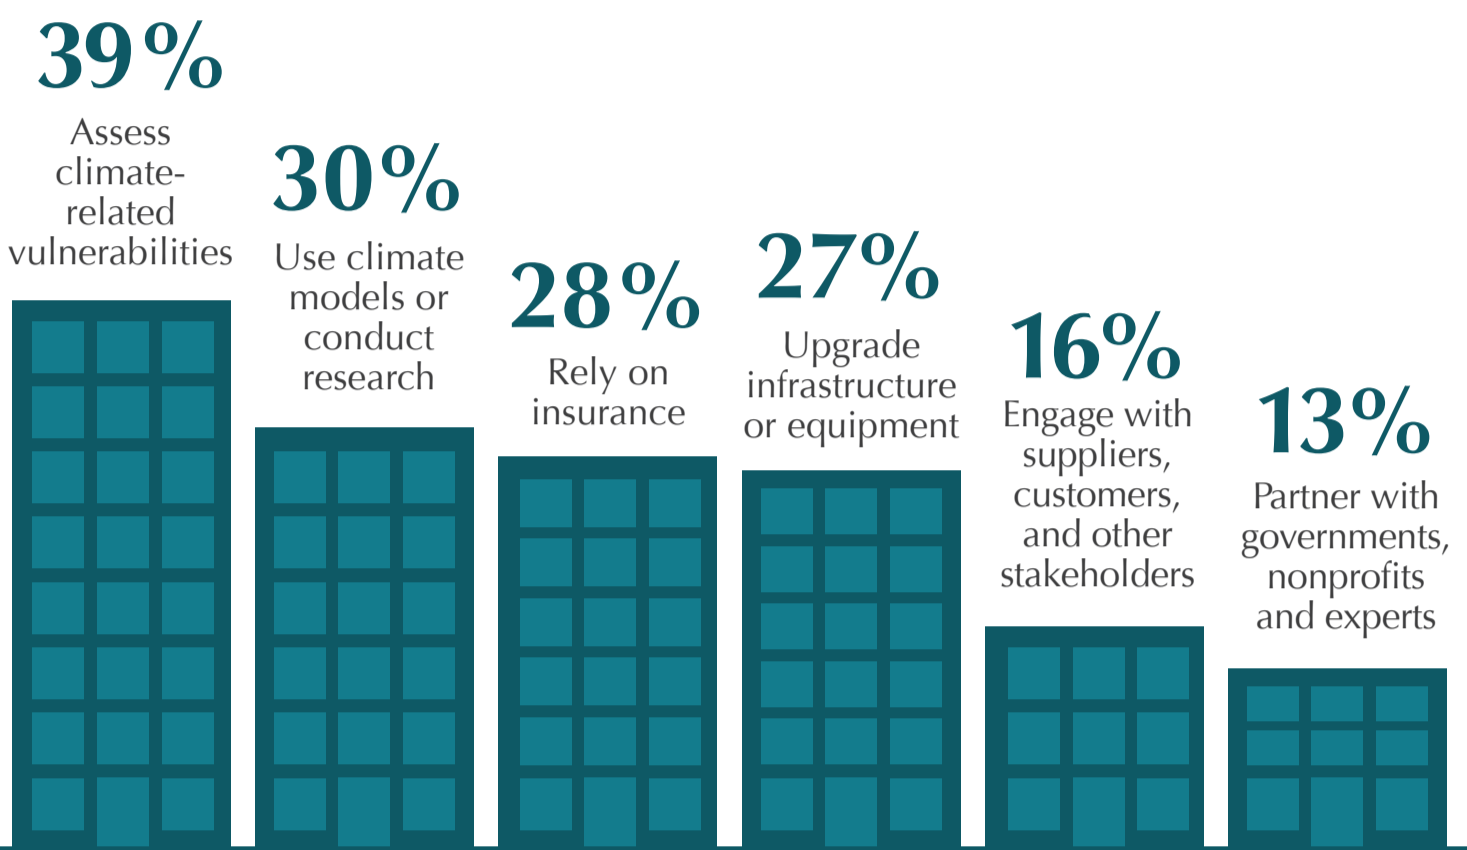 39%
Assess
climate-
related
vulnerabilities
30%
Use climate
models or
conduct
research
28%
Rely on
insurance
27%
Upgrade
infrastructure
or equipment
16%
Engage with
suppliers,
customers,
and other
stakeholders
13%
Partner with
governments,
nonprofits
and experts